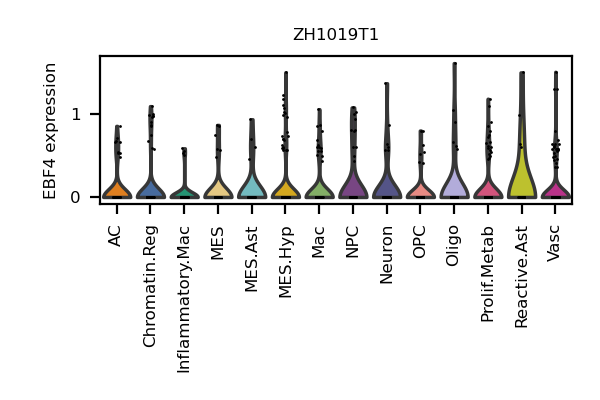 ZH1019T1
EBF4 expression
1
0
AC
Chromatin.Reg
Inflammatory.Mac
MES
MES.Ast
MES.Hyp
Mac
NPC
Neuron
OPC
Oligo
Prolif.Metab
Reactive.Ast
Vasc